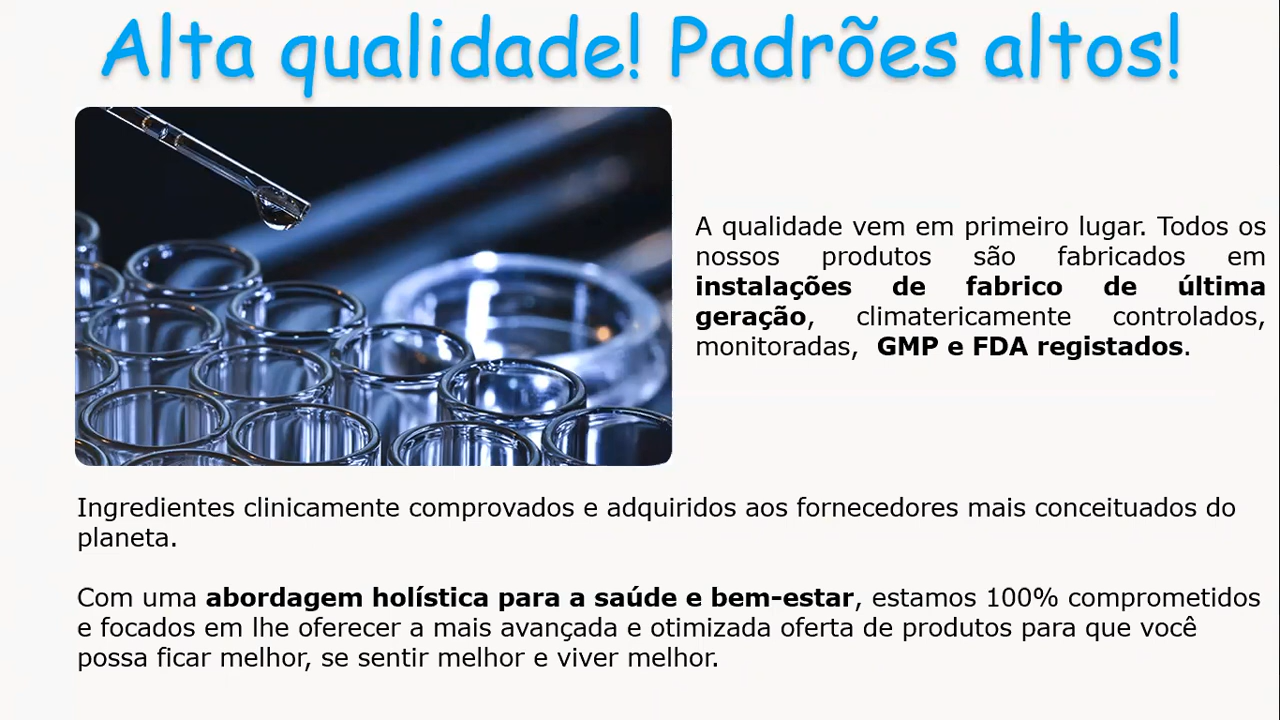 Alta qualidade! Padrões altos!
A qualidade vem em primeiro lugar. Todos os
nossos produtos são fabricados em
instalações de fabrico de última
geração, climatericamente controlados,
monitoradas, GMP e FDA registados.
Ingredientes clinicamente comprovados e adquiridos aos fornecedores mais conceituados do
planeta.
Com uma abordagem holística para a saúde e bem-estar, estamos 100% comprometidos
e focados em lhe oferecer a mais avançada e otimizada oferta de produtos para que você
possa ficar melhor, se sentir melhor e viver melhor.